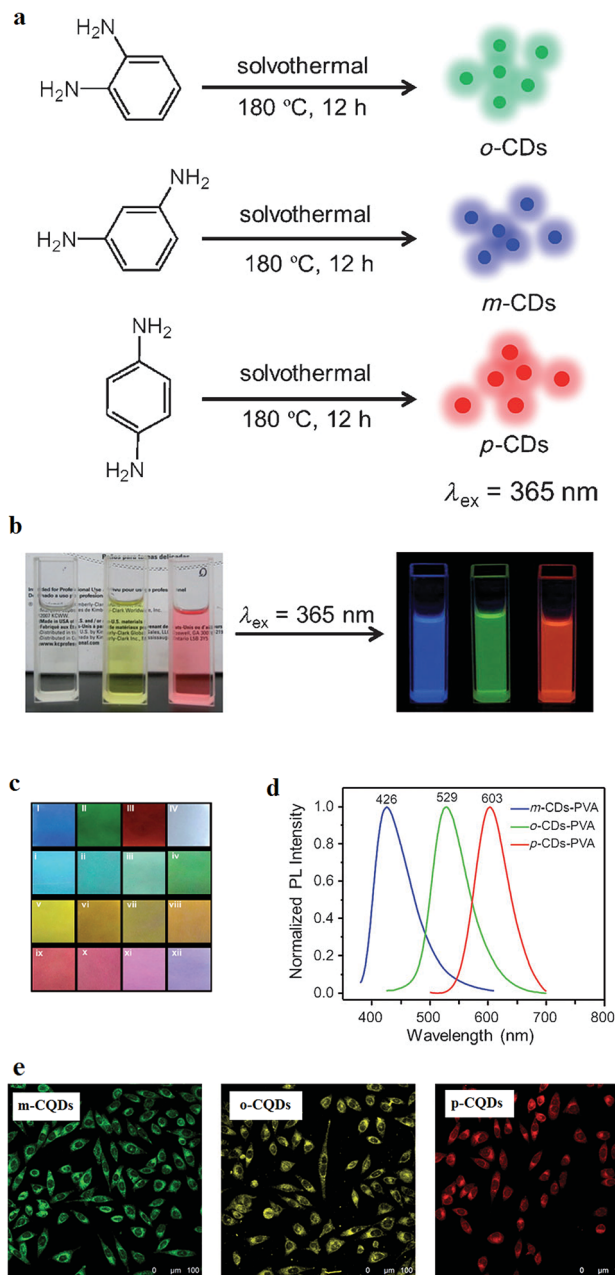 a
H₂N
H₂N
solvothermal
180 ºC, 12 h
o-CDs
NH₂
H₂N
solvothermal
180 ºC, 12 h
m-CDs
NH₂
H₂N
solvothermal
180 ºC, 12 h
p-CDs
λex = 365 nm
b
λex = 365 nm
c
i ii iii iv
i ii iii iv
v vi vii viii
ix x xi xii
d
426 529 603
m-CDs-PVA
o-CDs-PVA
p-CDs-PVA
Normalized PL Intensity
1.0
0.8
0.6
0.4
0.2
0.0
400 500 600 700 800
Wavelength (nm)
e
m-CQDs
o-CQDs
p-CQDs
0 µm 100
0 µm 100
0 µm